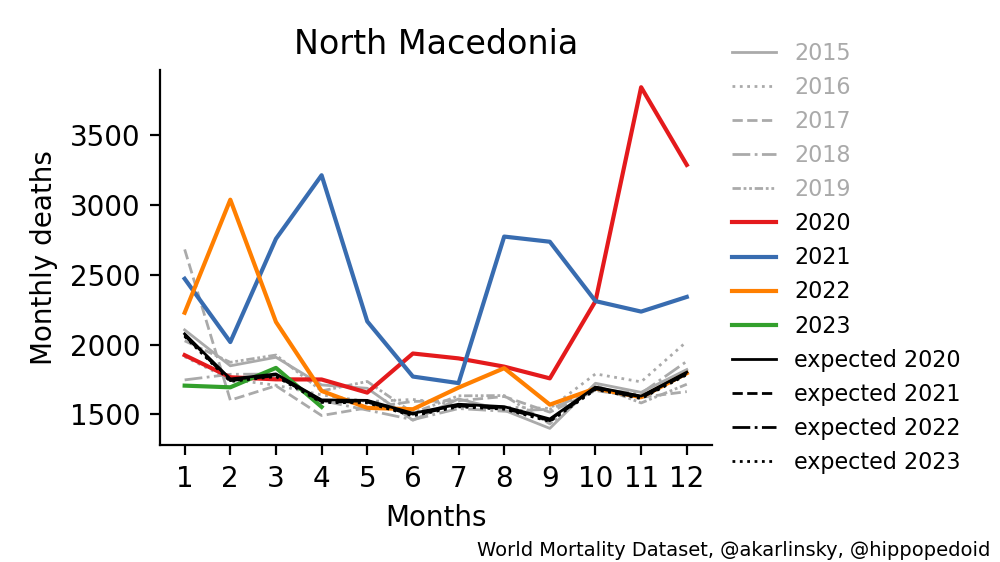 North Macedonia
Monthly deaths
3500
3000
2500
2000
1500
1 2 3 4 5 6 7 8 9 10 11 12
Months
2015
2016
2017
2018
2019
2020
2021
2022
2023
expected 2020
expected 2021
expected 2022
expected 2023
World Mortality Dataset, @akarlinsky, @hippopedoid